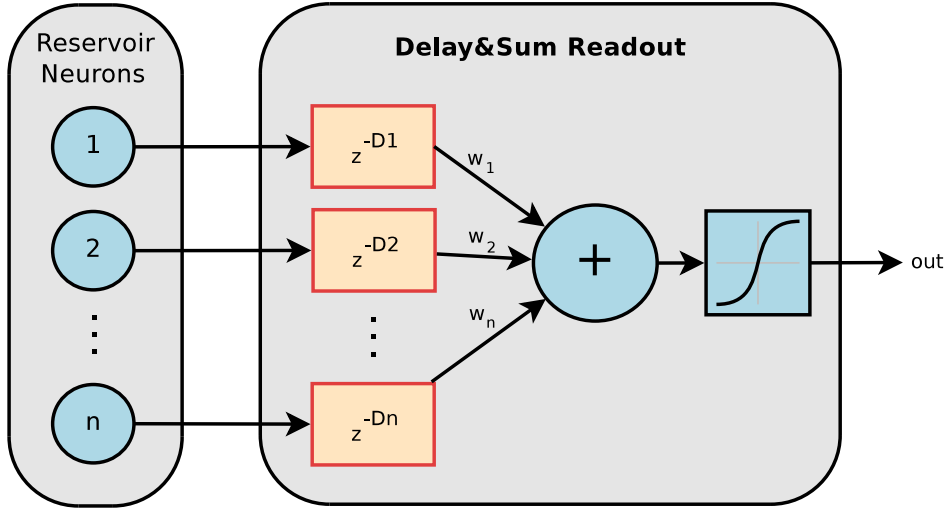 Reservoir
Neurons
Delay&Sum Readout
1
z-D1
w1
2
z-D2
w2
+
out
wn
n
z-Dn